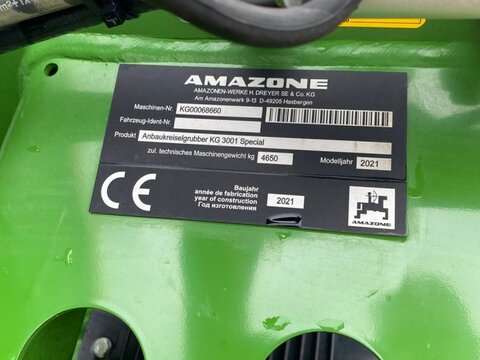 AMAZONE
AMAZONEN-WERKE H. DREYER SE & Co. KG
Am Amazonenwerk 9-13 D-49205 Hasbergen
Maschinen-Nr. KG00068660
Fahrzeug-Ident-Nr.
Produkt Anbaukreiselgrubber KG 3001 Special
zul. technisches Maschinengewicht kg 4650 Modelljahr 2021
CE
Baujahr
année de fabrication
year of construction 2021
Год изготовления
AMAZONE